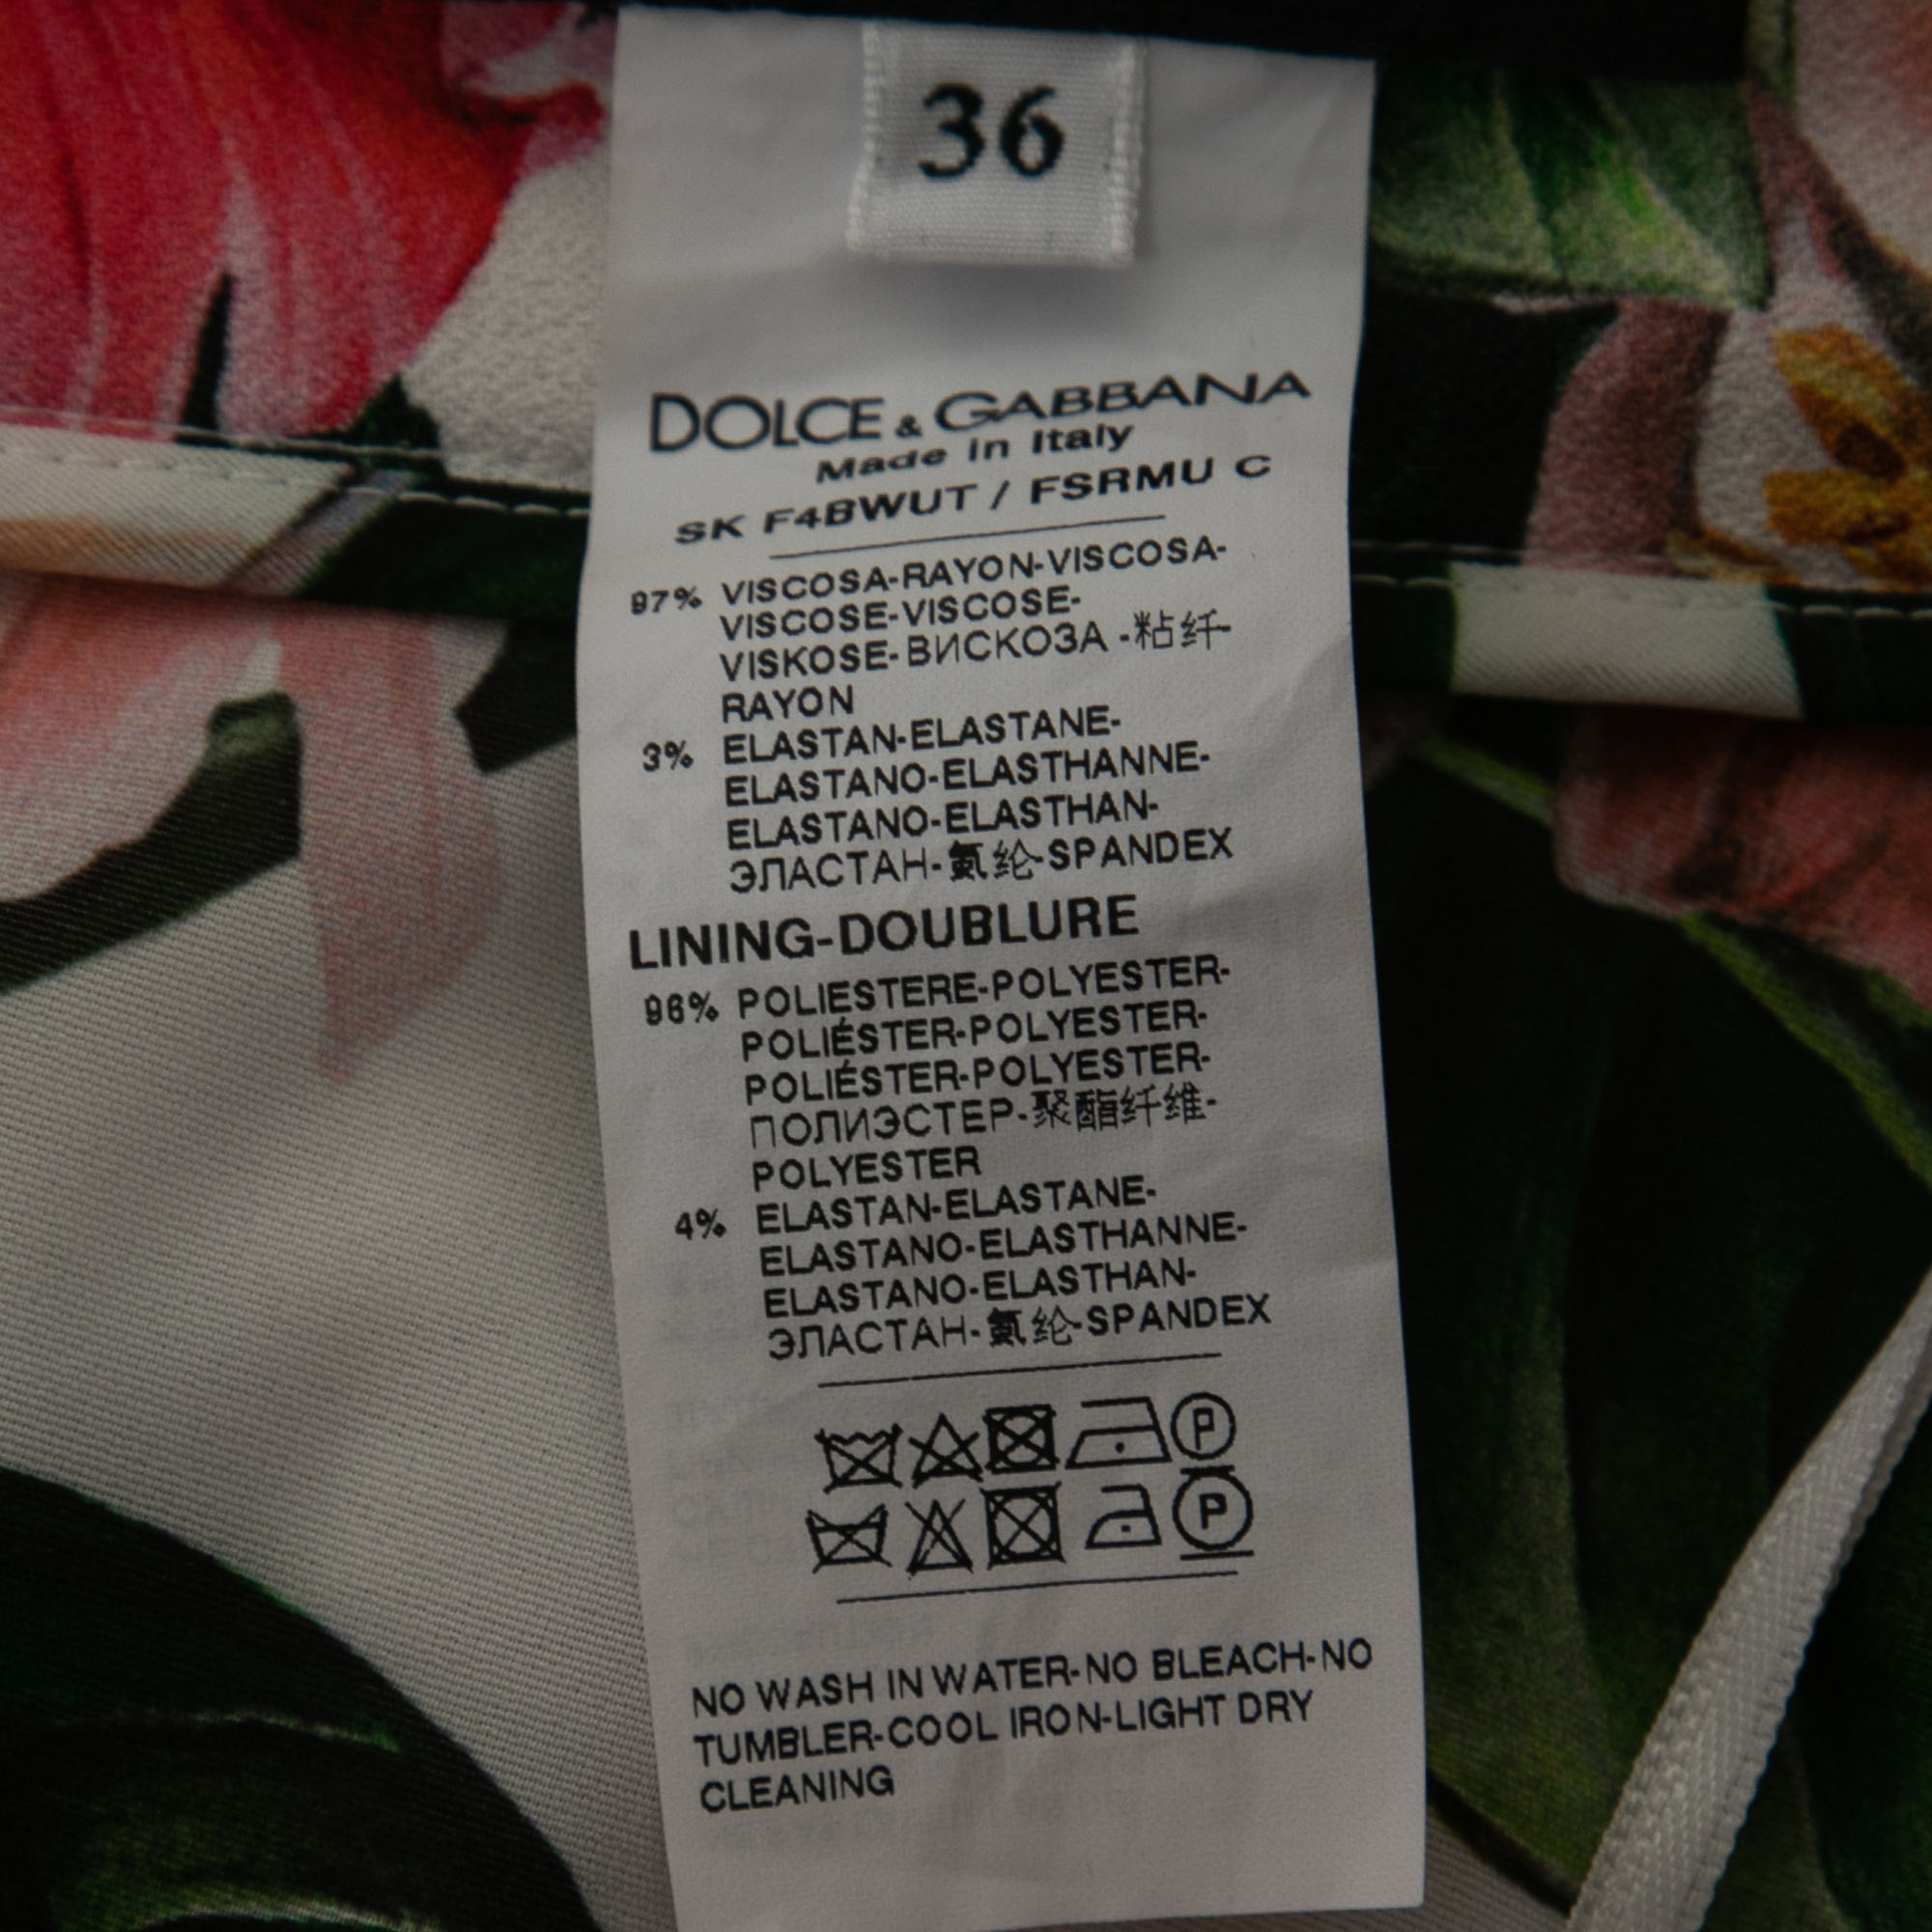 36
DOLCE & GABBANA
Made in Italy
SK F4BWUT / FSRMU C
97% VISCOSA-RAYON-VISCOSA-
VISCOSE-VISCOSE-
VISKOSE-ВИСКОЗА-粘纤-
RAYON
3% ELASTAN-ELASTANE-
ELASTANO-ELASTHANNE-
ELASTANO-ELASTHAN-
ЭЛАСТАН-氨纶-SPANDEX
LINING-DOUBLURE
96% POLIESTERE-POLYESTER-
POLIÉSTER-POLYESTER-
POLIÉSTER-POLYESTER-
ПОЛИЭСТЕР-聚酯纤维-
POLYESTER
4% ELASTAN-ELASTANE-
ELASTANO-ELASTHANNE-
ELASTANO-ELASTHAN-
ЭЛАСТАН-氨纶-SPANDEX
P
P
NO WASH IN WATER-NO BLEACH-NO
TUMBLER-COOL IRON-LIGHT DRY
CLEANING